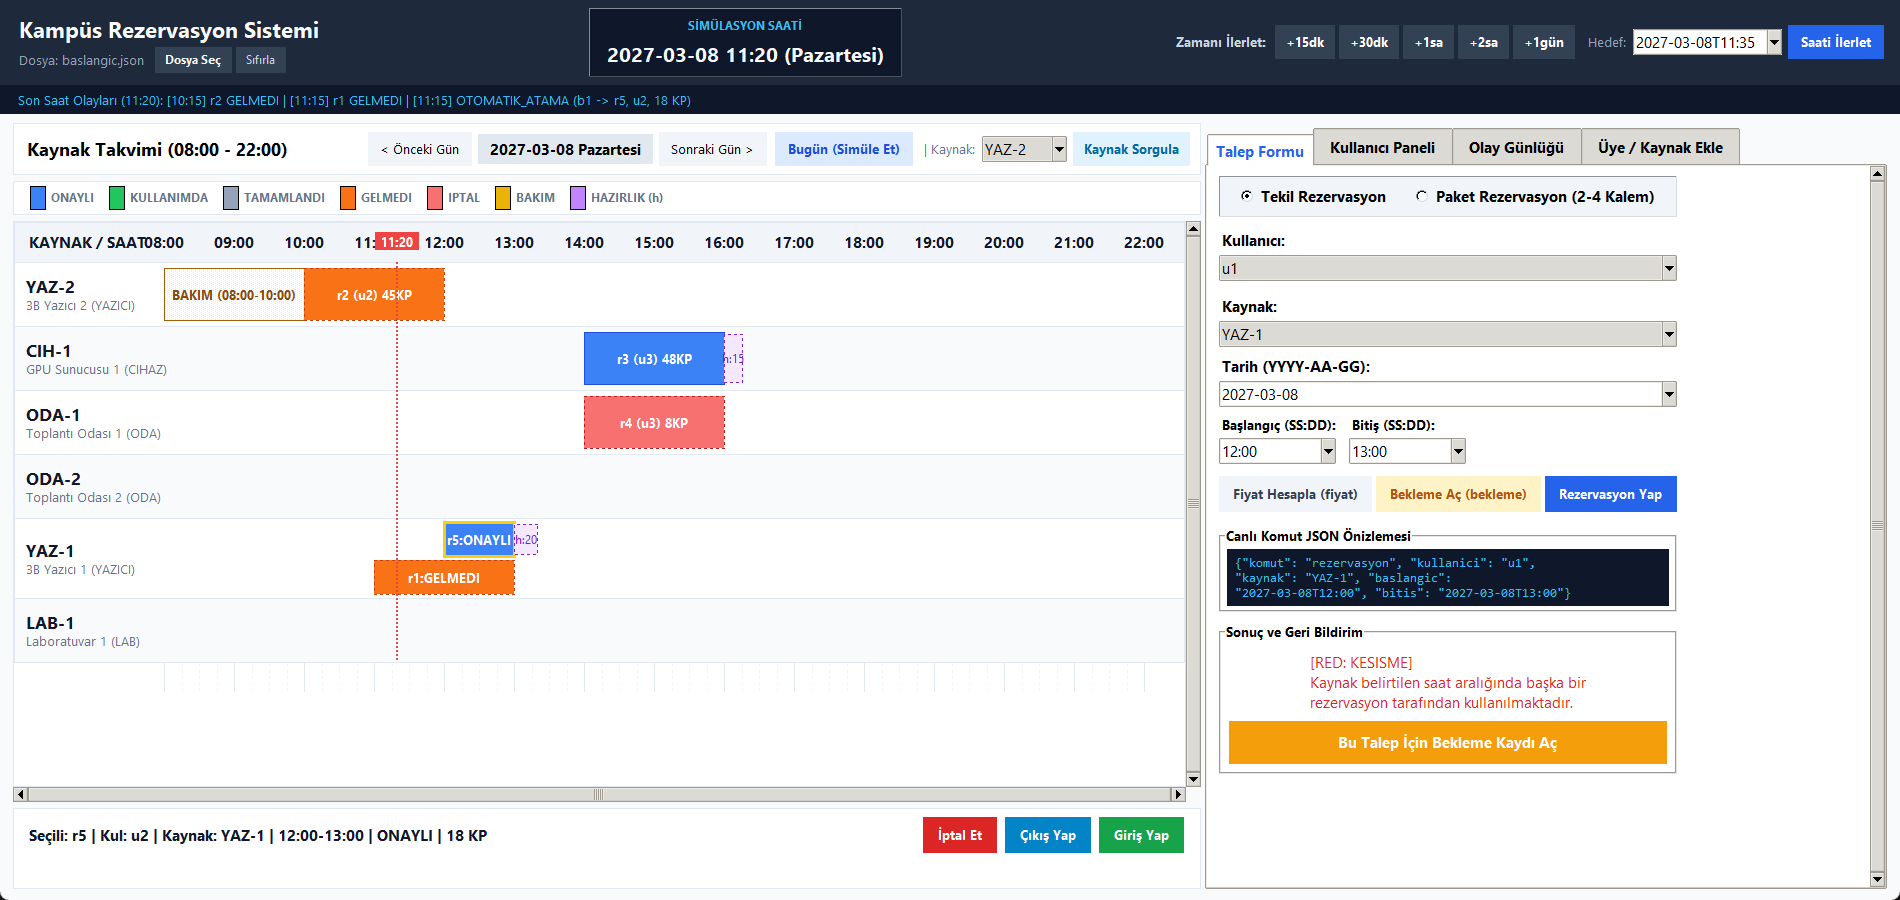 Kampüs Rezervasyon Sistemi
Dosya: baslangic.json Dosya Seç Sıfırla
SİMÜLASYON SAATİ
2027-03-08 11:20 (Pazartesi)
Zamanı İlerlet: +15dk +30dk +1sa +2sa +1gün Hedef: 2027-03-08T11:35 Saati İlerlet
Son Saat Olayları (11:20): [10:15] r2 GELMEDI | [11:15] r1 GELMEDI | [11:15] OTOMATIK_ATAMA (b1 -> r5, u2, 18 KP)
Kaynak Takvimi (08:00 - 22:00) < Önceki Gün 2027-03-08 Pazartesi Sonraki Gün > Bugün (Simüle Et) | Kaynak: YAZ-2 Kaynak Sorgula
ONAYLI KULLANIMDA TAMAMLANDI GELMEDI IPTAL BAKIM HAZIRLIK (h)
KAYNAK / SAAT 08:00 09:00 10:00 11: 11:20 12:00 13:00 14:00 15:00 16:00 17:00 18:00 19:00 20:00 21:00 22:00
YAZ-2
3B Yazıcı 2 (YAZICI)
BAKIM (08:00-10:00) r2 (u2) 45KP
CIH-1
GPU Sunucusu 1 (CIHAZ)
r3 (u3) 48KP h:15
ODA-1
Toplantı Odası 1 (ODA)
r4 (u3) 8KP
ODA-2
Toplantı Odası 2 (ODA)
YAZ-1
3B Yazıcı 1 (YAZICI)
r5:ONAYLI h:20
r1:GELMEDI
LAB-1
Laboratuvar 1 (LAB)
Seçili: r5 | Kul: u2 | Kaynak: YAZ-1 | 12:00-13:00 | ONAYLI | 18 KP İptal Et Çıkış Yap Giriş Yap
Talep Formu Kullanıcı Paneli Olay Günlüğü Üye / Kaynak Ekle
Tekil Rezervasyon Paket Rezervasyon (2-4 Kalem)
Kullanıcı:
u1
Kaynak:
YAZ-1
Tarih (YYYY-AA-GG):
2027-03-08
Başlangıç (SS:DD): Bitiş (SS:DD):
12:00 13:00
Fiyat Hesapla (fiyat) Bekleme Aç (bekleme) Rezervasyon Yap
Canlı Komut JSON Önizlemesi
{"komut": "rezervasyon", "kullanici": "u1",
"kaynak": "YAZ-1", "baslangic":
"2027-03-08T12:00", "bitis": "2027-03-08T13:00"}
Sonuç ve Geri Bildirim
[RED: KESISME]
Kaynak belirtilen saat aralığında başka bir
rezervasyon tarafından kullanılmaktadır.
Bu Talep İçin Bekleme Kaydı Aç